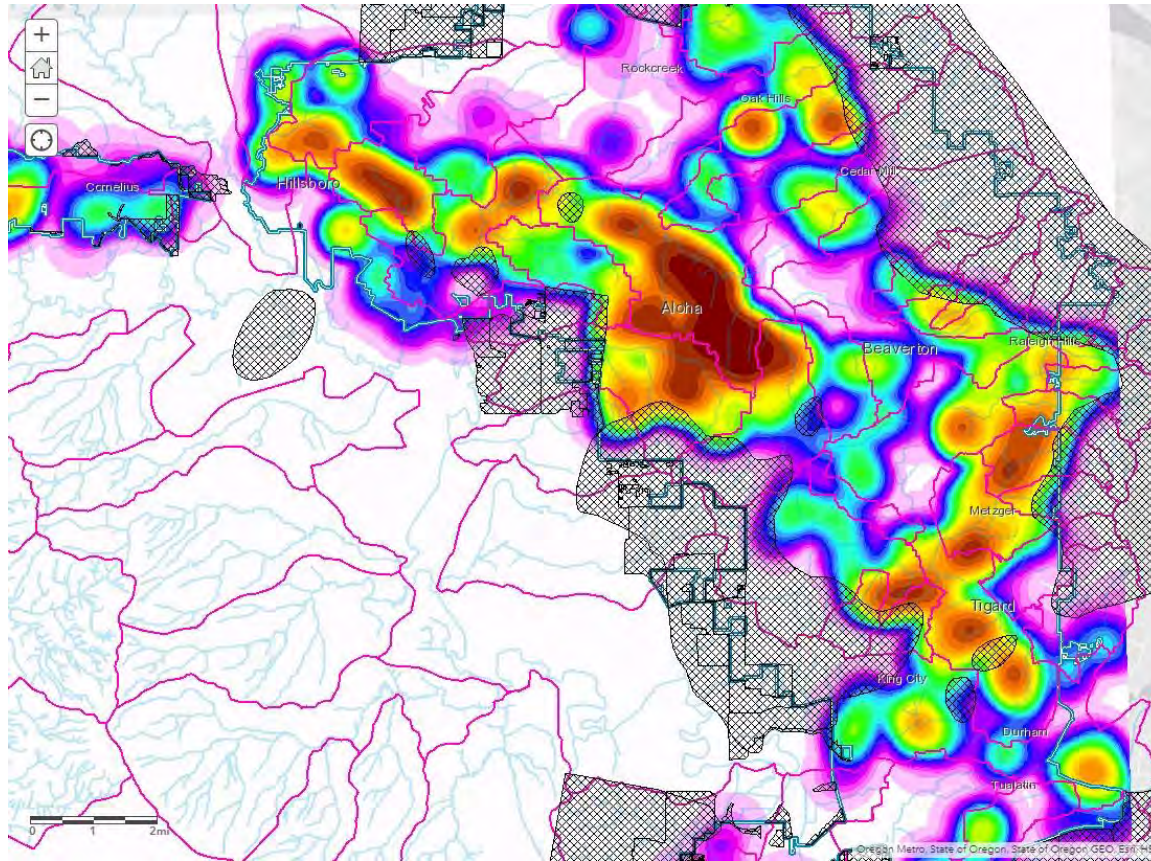 +
−
Rockcreek
Oak Hills
Cedar Mill
Cornelius
Hillsboro
Aloha
Beaverton
Raleigh Hills
Metzger
Tigard
King City
Durham
Tualatin
0 1 2mi
Oregon Metro, State of Oregon, State of Oregon GEO, Esri, HE